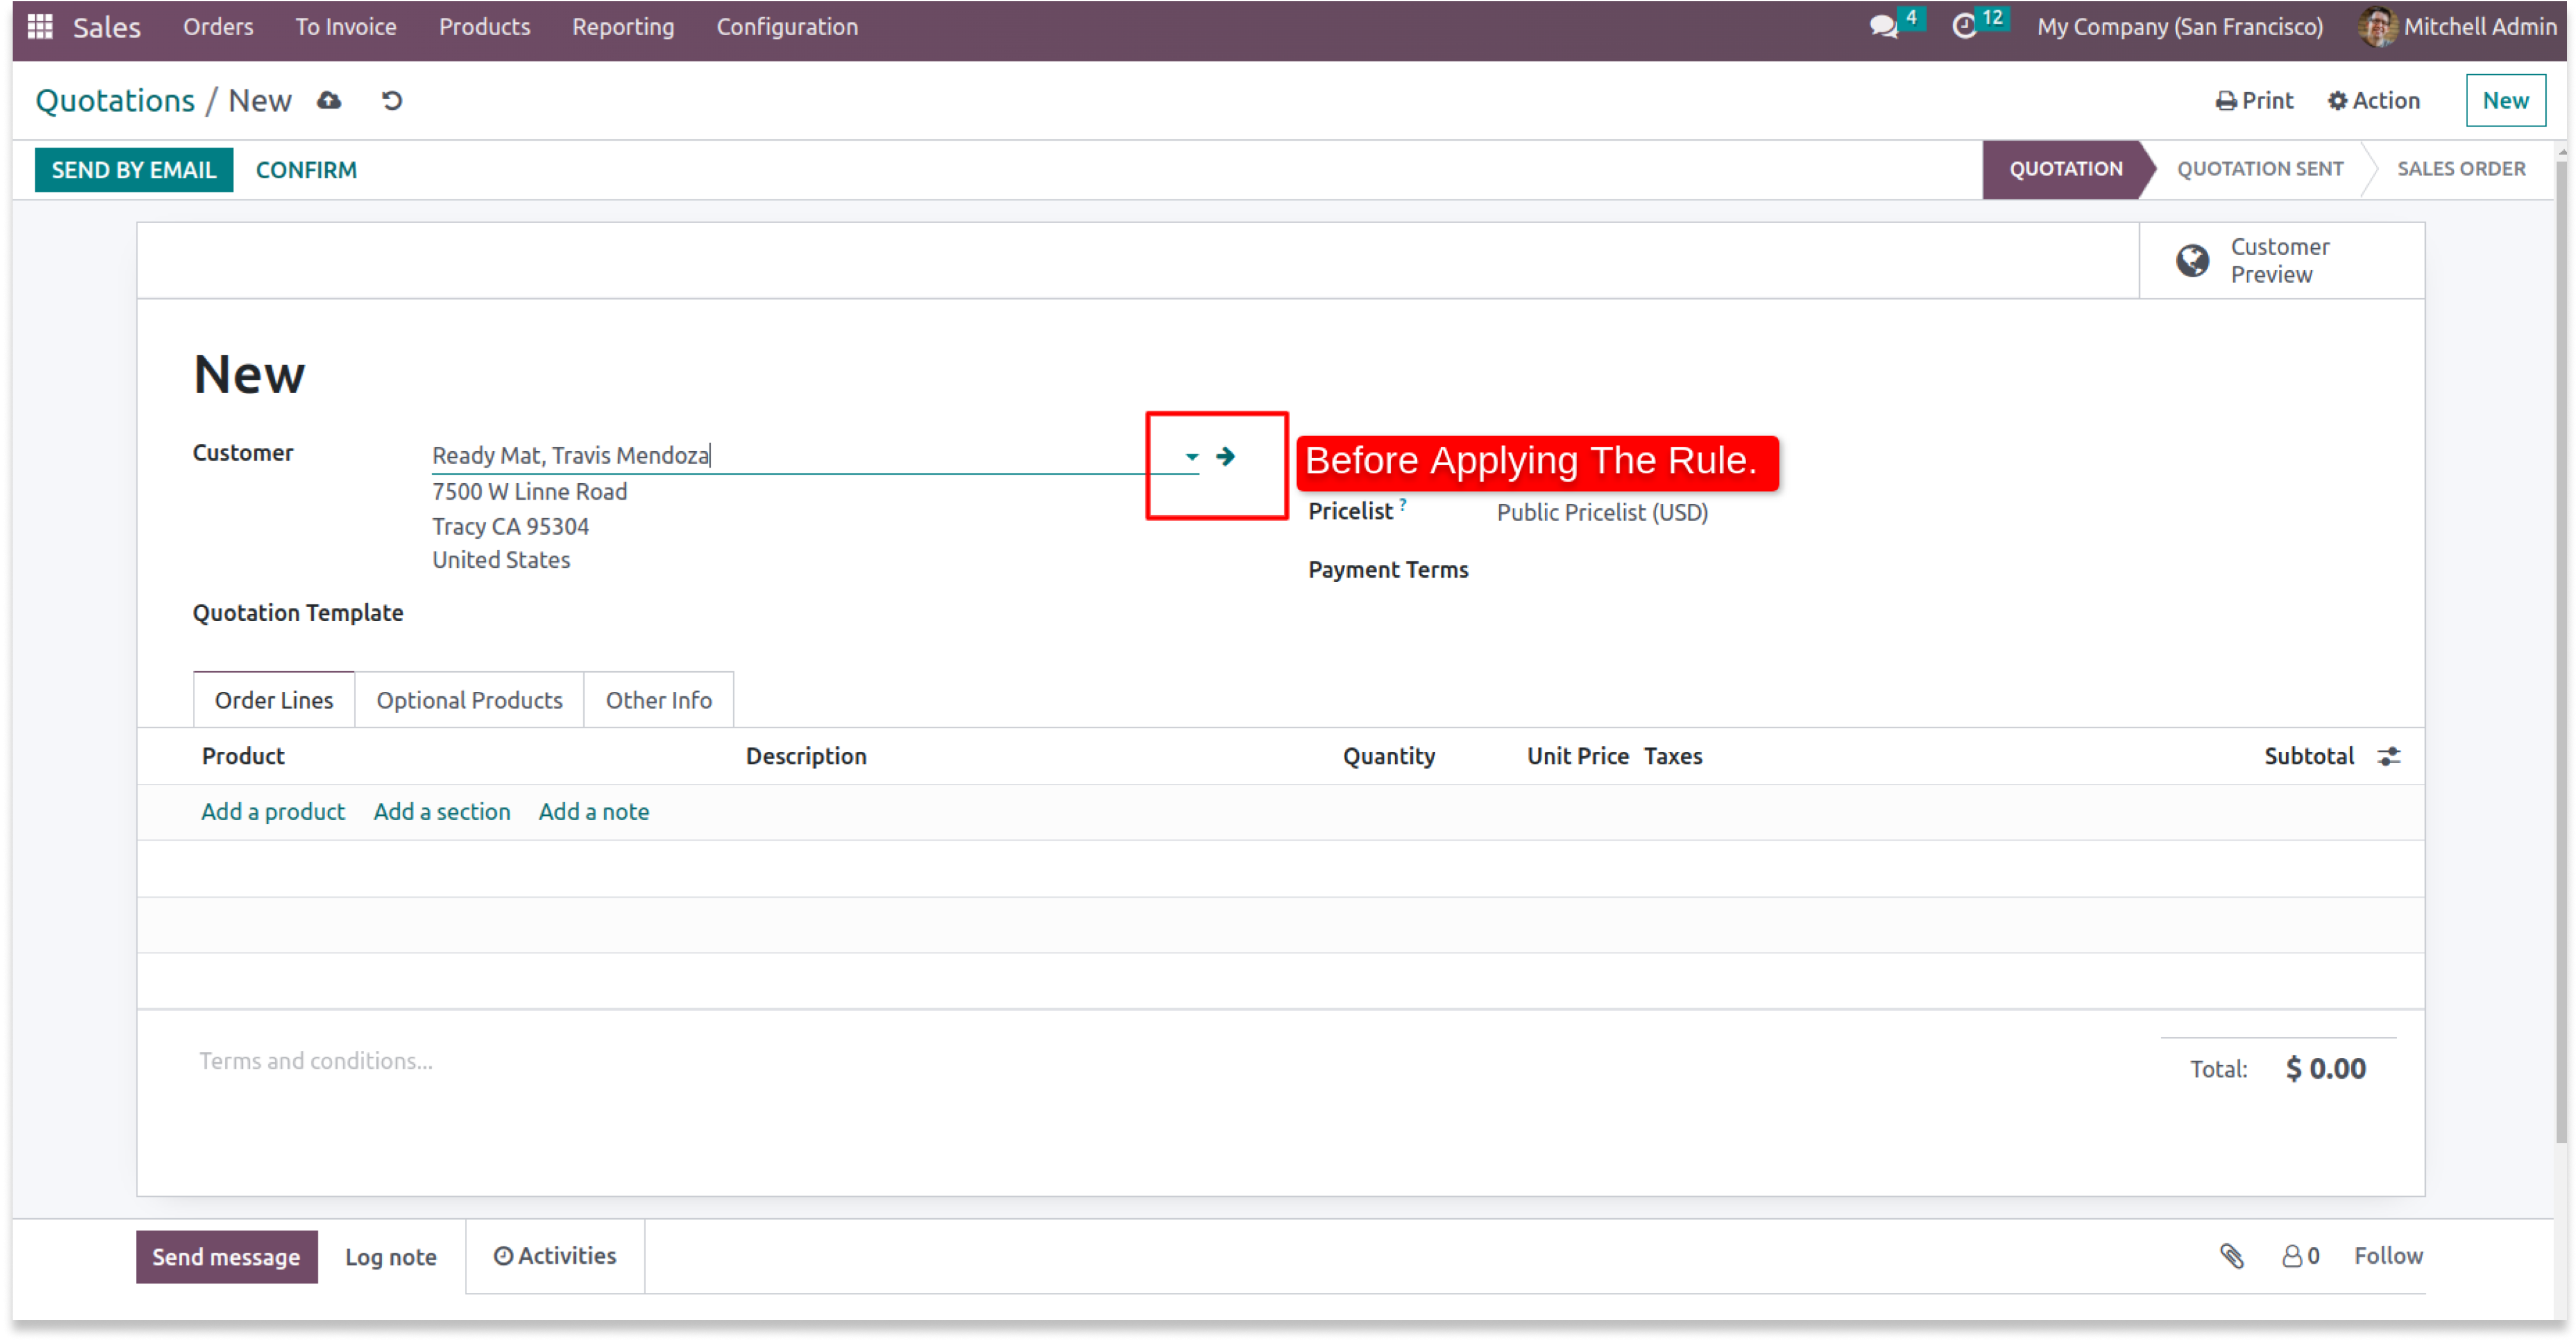 Sales Orders To Invoice Products Reporting Configuration 4 12 My Company (San Francisco) Mitchell Admin
Quotations / New Print Action New
SEND BY EMAIL CONFIRM QUOTATION QUOTATION SENT SALES ORDER
Customer
Preview
New
Customer Ready Mat, Travis Mendoza Before Applying The Rule.
7500 W Linne Road
Pricelist ? Public Pricelist (USD)
Tracy CA 95304
United States
Payment Terms
Quotation Template
Order Lines Optional Products Other Info
Product Description Quantity Unit Price Taxes Subtotal
Add a product Add a section Add a note
Terms and conditions...
Total: $ 0.00
Send message Log note Activities 0 Follow